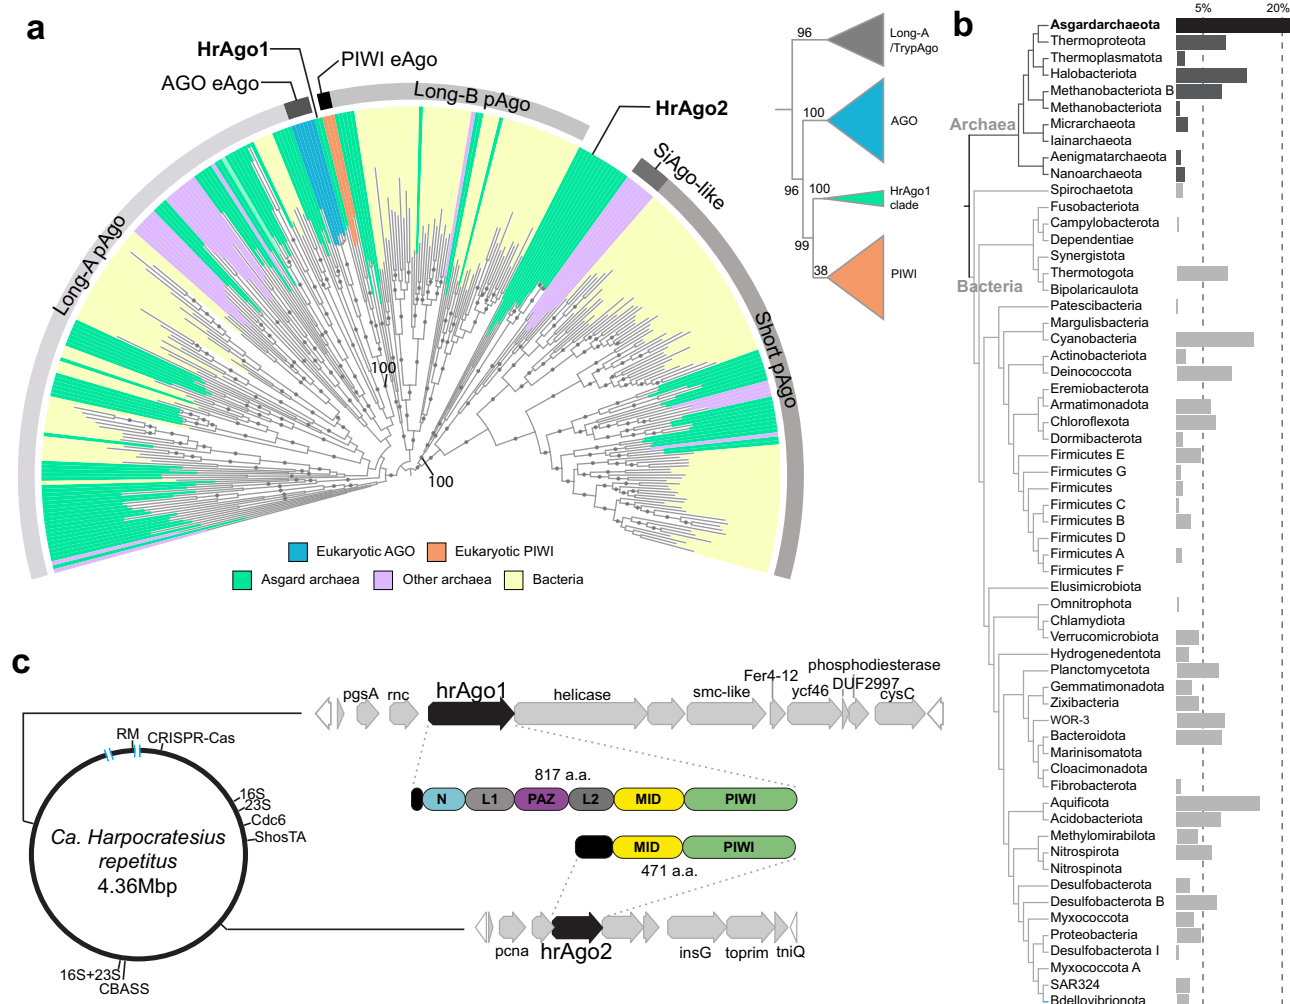 a
HrAgo1
PIWI eAgo
AGO eAgo
Long-B pAgo
HrAgo2
SiAgo-like
Long-A pAgo
Short pAgo
100
100
Eukaryotic AGO
Eukaryotic PIWI
Asgard archaea
Other archaea
Bacteria
96
Long-A
/TrypAgo
100
AGO
96
100
HrAgo1
clade
99
38
PIWI
b
5%
20%
Archaea
Bacteria
Asgardarchaeota
Thermoproteota
Thermoplasmatota
Halobacteriota
Methanobacteriota B
Methanobacteriota
Micrarchaeota
Iainarchaeota
Aenigmatarchaeota
Nanoarchaeota
Spirochaetota
Fusobacteriota
Campylobacterota
Dependentiae
Synergistota
Thermotogota
Bipolaricaulota
Patescibacteria
Margulisbacteria
Cyanobacteria
Actinobacteriota
Deinococcota
Eremiobacterota
Armatimonadota
Chloroflexota
Dormibacterota
Firmicutes E
Firmicutes G
Firmicutes
Firmicutes C
Firmicutes B
Firmicutes D
Firmicutes A
Firmicutes F
Elusimicrobiota
Omnitrophota
Chlamydiota
Verrucomicrobiota
Hydrogenedentota
Planctomycetota
Gemmatimonadota
Zixibacteria
WOR-3
Bacteroidota
Marinisomatota
Cloacimonadota
Fibrobacterota
Aquificota
Acidobacteriota
Methylomirabilota
Nitrospirota
Nitrospinota
Desulfobacterota
Desulfobacterota B
Myxococcota
Proteobacteria
Desulfobacterota I
Myxococcota A
SAR324
Bdellovibrionota
c
pgsA
rnc
hrAgo1
helicase
smc-like
Fer4-12
ycf46
phosphodiesterase
DUF2997
cysC
RM
CRISPR-Cas
16S
23S
Cdc6
ShosTA
Ca. Harpocratesius
repetitus
4.36Mbp
16S+23S
CBASS
817 a.a.
N
L1
PAZ
L2
MID
PIWI
MID
PIWI
471 a.a.
pcna
hrAgo2
insG
toprim
tniQ